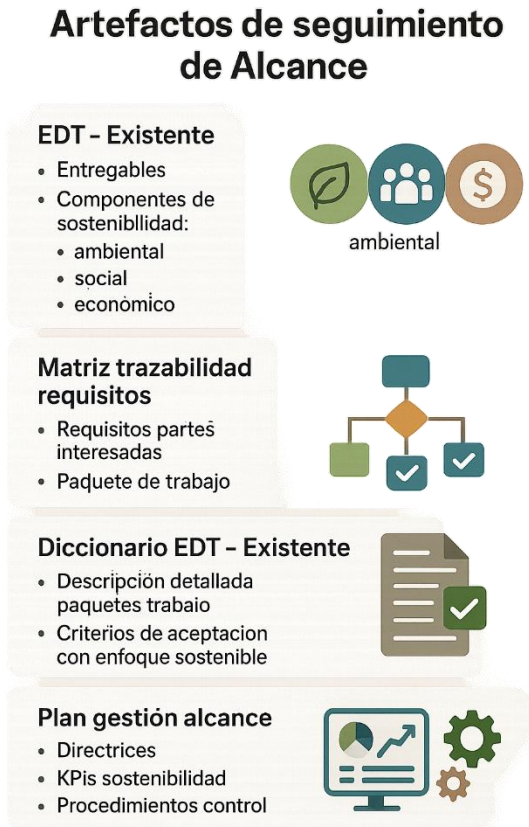 Artefactos de seguimiento
de Alcance
EDT – Existente
• Entregables
• Componentes de
sostenibllidad:
• ambiental
• social
• económico
ambiental
Matriz trazabilidad
requisitos
• Requisitos partes
interesadas
• Paquete de trabajo
Diccionario EDT – Existente
• Descripción detallada
paquetes trabaio
• Criterios de aceptacion
con enfoque sostenible
Plan gestión alcance
• Directrices
• KPis sostenibilidad
• Procedimientos control